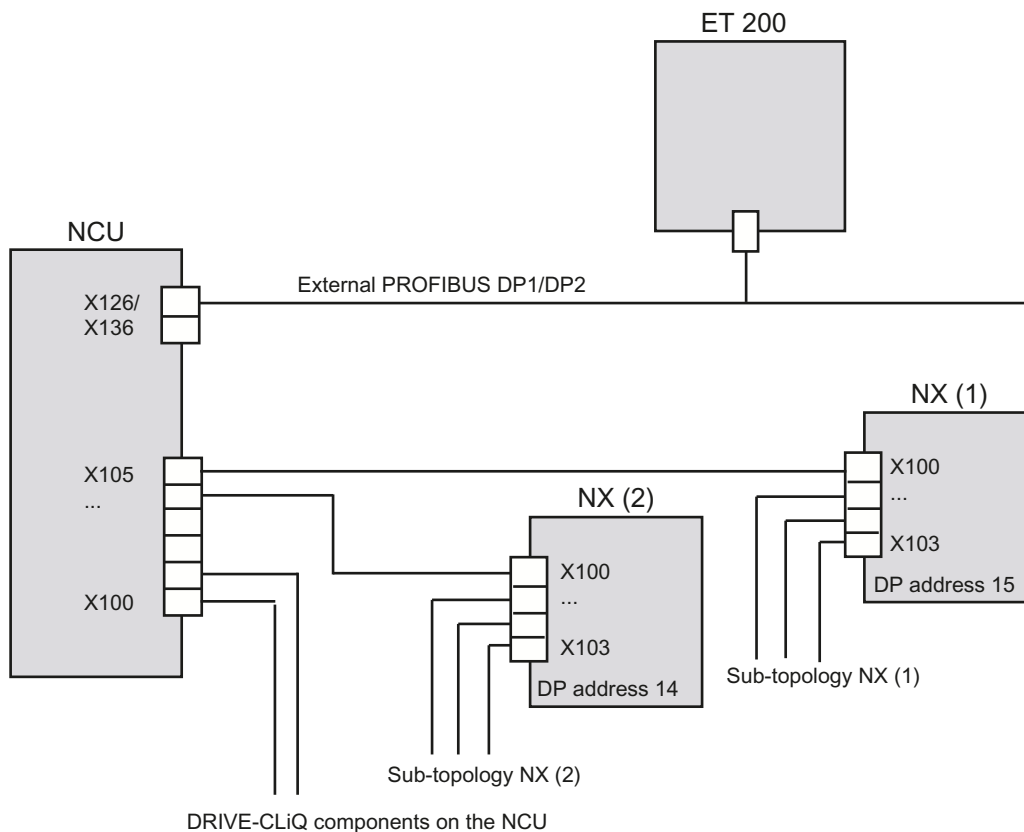 ET 200
NCU
X126/
X136
External PROFIBUS DP1/DP2
X105
...
X100
NX (1)
X100
...
X103
DP address 15
Sub-topology NX (1)
NX (2)
X100
...
X103
DP address 14
Sub-topology NX (2)
DRIVE-CLiQ components on the NCU